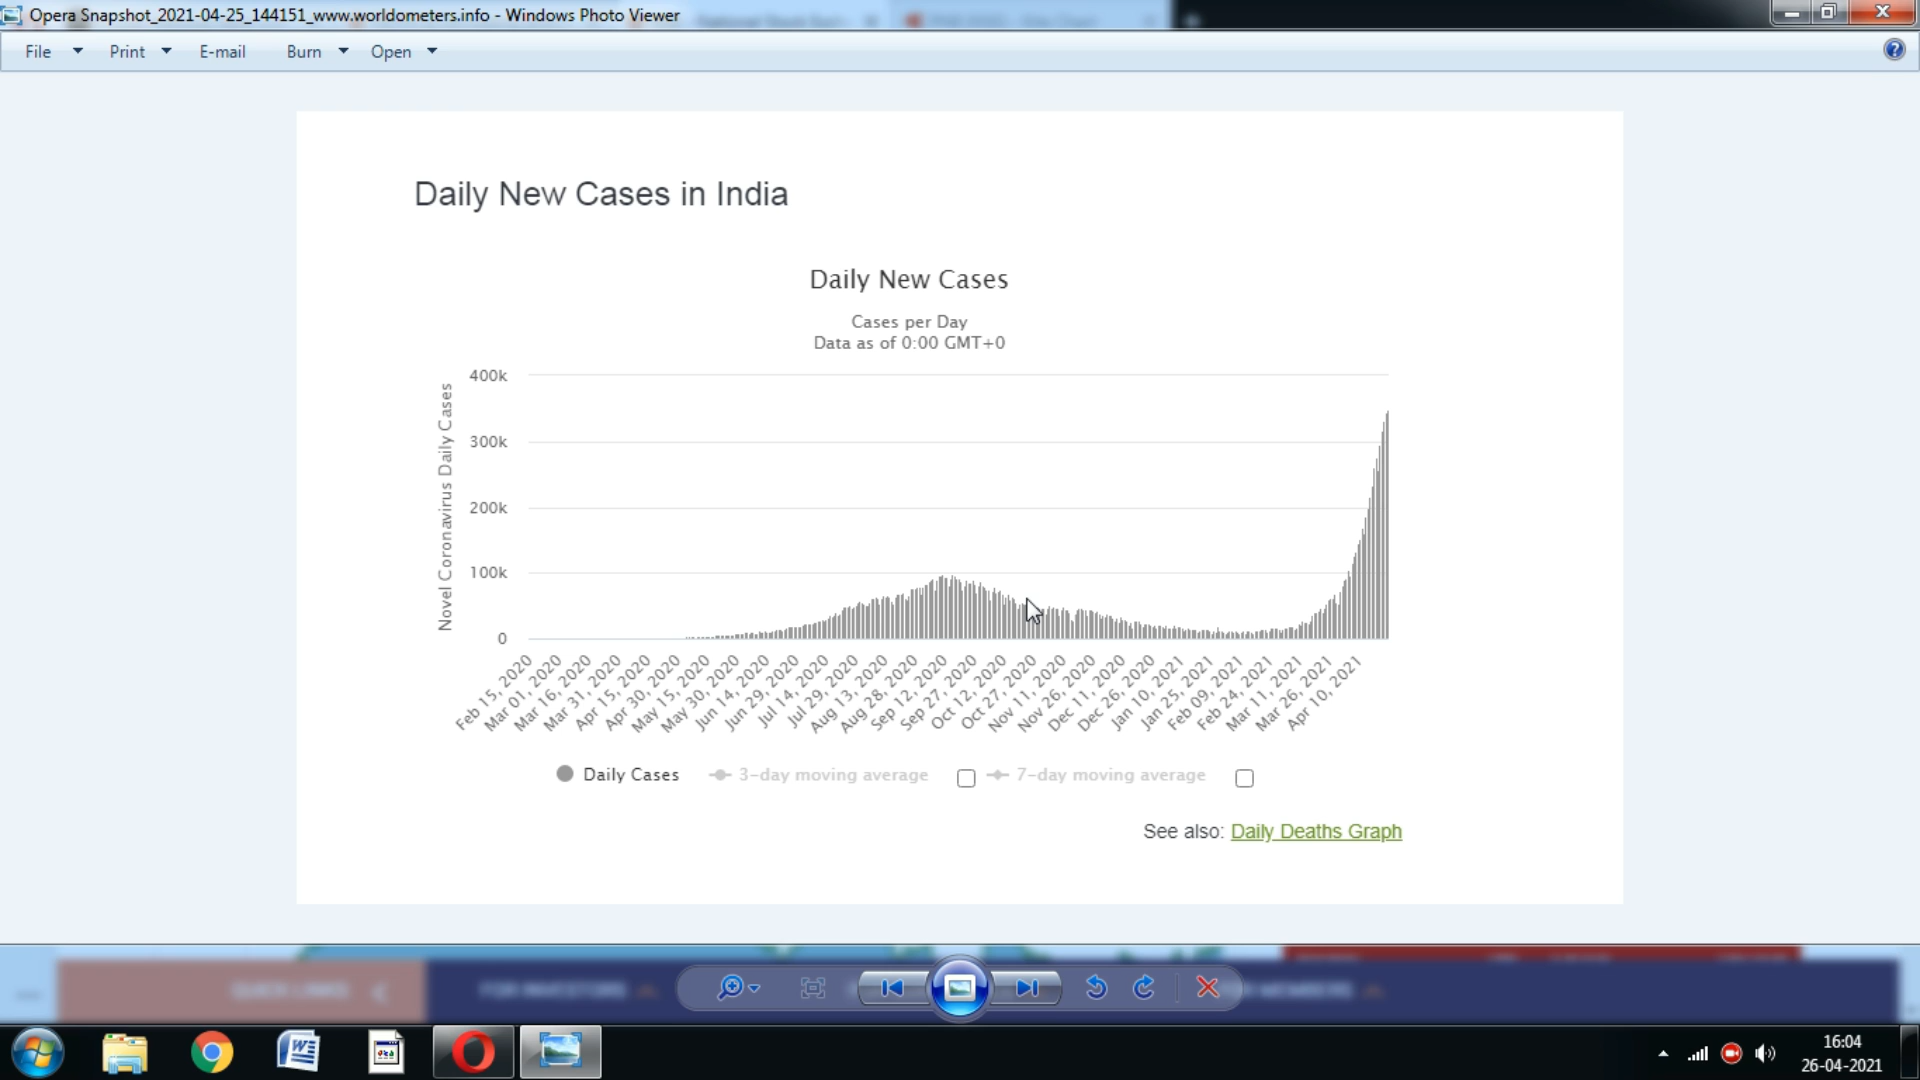 Opera Snapshot_2021-04-25_144151_www.worldometers.info - Windows Photo Viewer
File Print E-mail Burn Open
Daily New Cases in India
Daily New Cases
Cases per Day
Data as of 0:00 GMT+0
Novel Coronavirus Daily Cases
400k
300k
200k
100k
0
Feb 15, 2020
Mar 01, 2020
Mar 16, 2020
Mar 31, 2020
Apr 15, 2020
Apr 30, 2020
May 15, 2020
May 30, 2020
Jun 14, 2020
Jun 29, 2020
Jul 14, 2020
Jul 29, 2020
Aug 13, 2020
Aug 28, 2020
Sep 12, 2020
Sep 27, 2020
Oct 12, 2020
Oct 27, 2020
Nov 11, 2020
Nov 26, 2020
Dec 11, 2020
Dec 26, 2020
Jan 10, 2021
Jan 25, 2021
Feb 09, 2021
Feb 24, 2021
Mar 11, 2021
Mar 26, 2021
Apr 10, 2021
Daily Cases 3-day moving average 7-day moving average
See also: Daily Deaths Graph
QUICK LINKS FOR INVESTORS FOR MEMBERS
16:04
26-04-2021